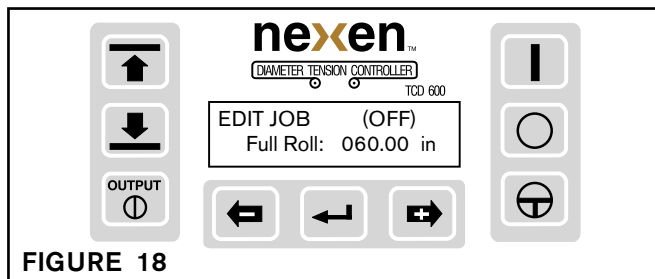 nexen™
DIAMETER TENSION CONTROLLER
TCD 600
EDIT JOB (OFF)
Full Roll: 060.00 in
OUTPUT
FIGURE 18